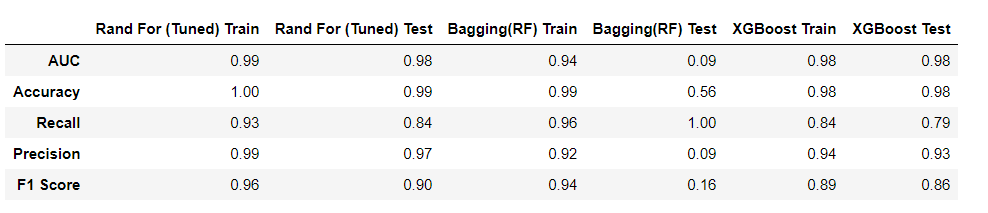 Rand For (Tuned) Train Rand For (Tuned) Test Bagging(RF) Train Bagging(RF) Test XGBoost Train XGBoost Test
AUC 0.99 0.98 0.94 0.09 0.98 0.98
Accuracy 1.00 0.99 0.99 0.56 0.98 0.98
Recall 0.93 0.84 0.96 1.00 0.84 0.79
Precision 0.99 0.97 0.92 0.09 0.94 0.93
F1 Score 0.96 0.90 0.94 0.16 0.89 0.86